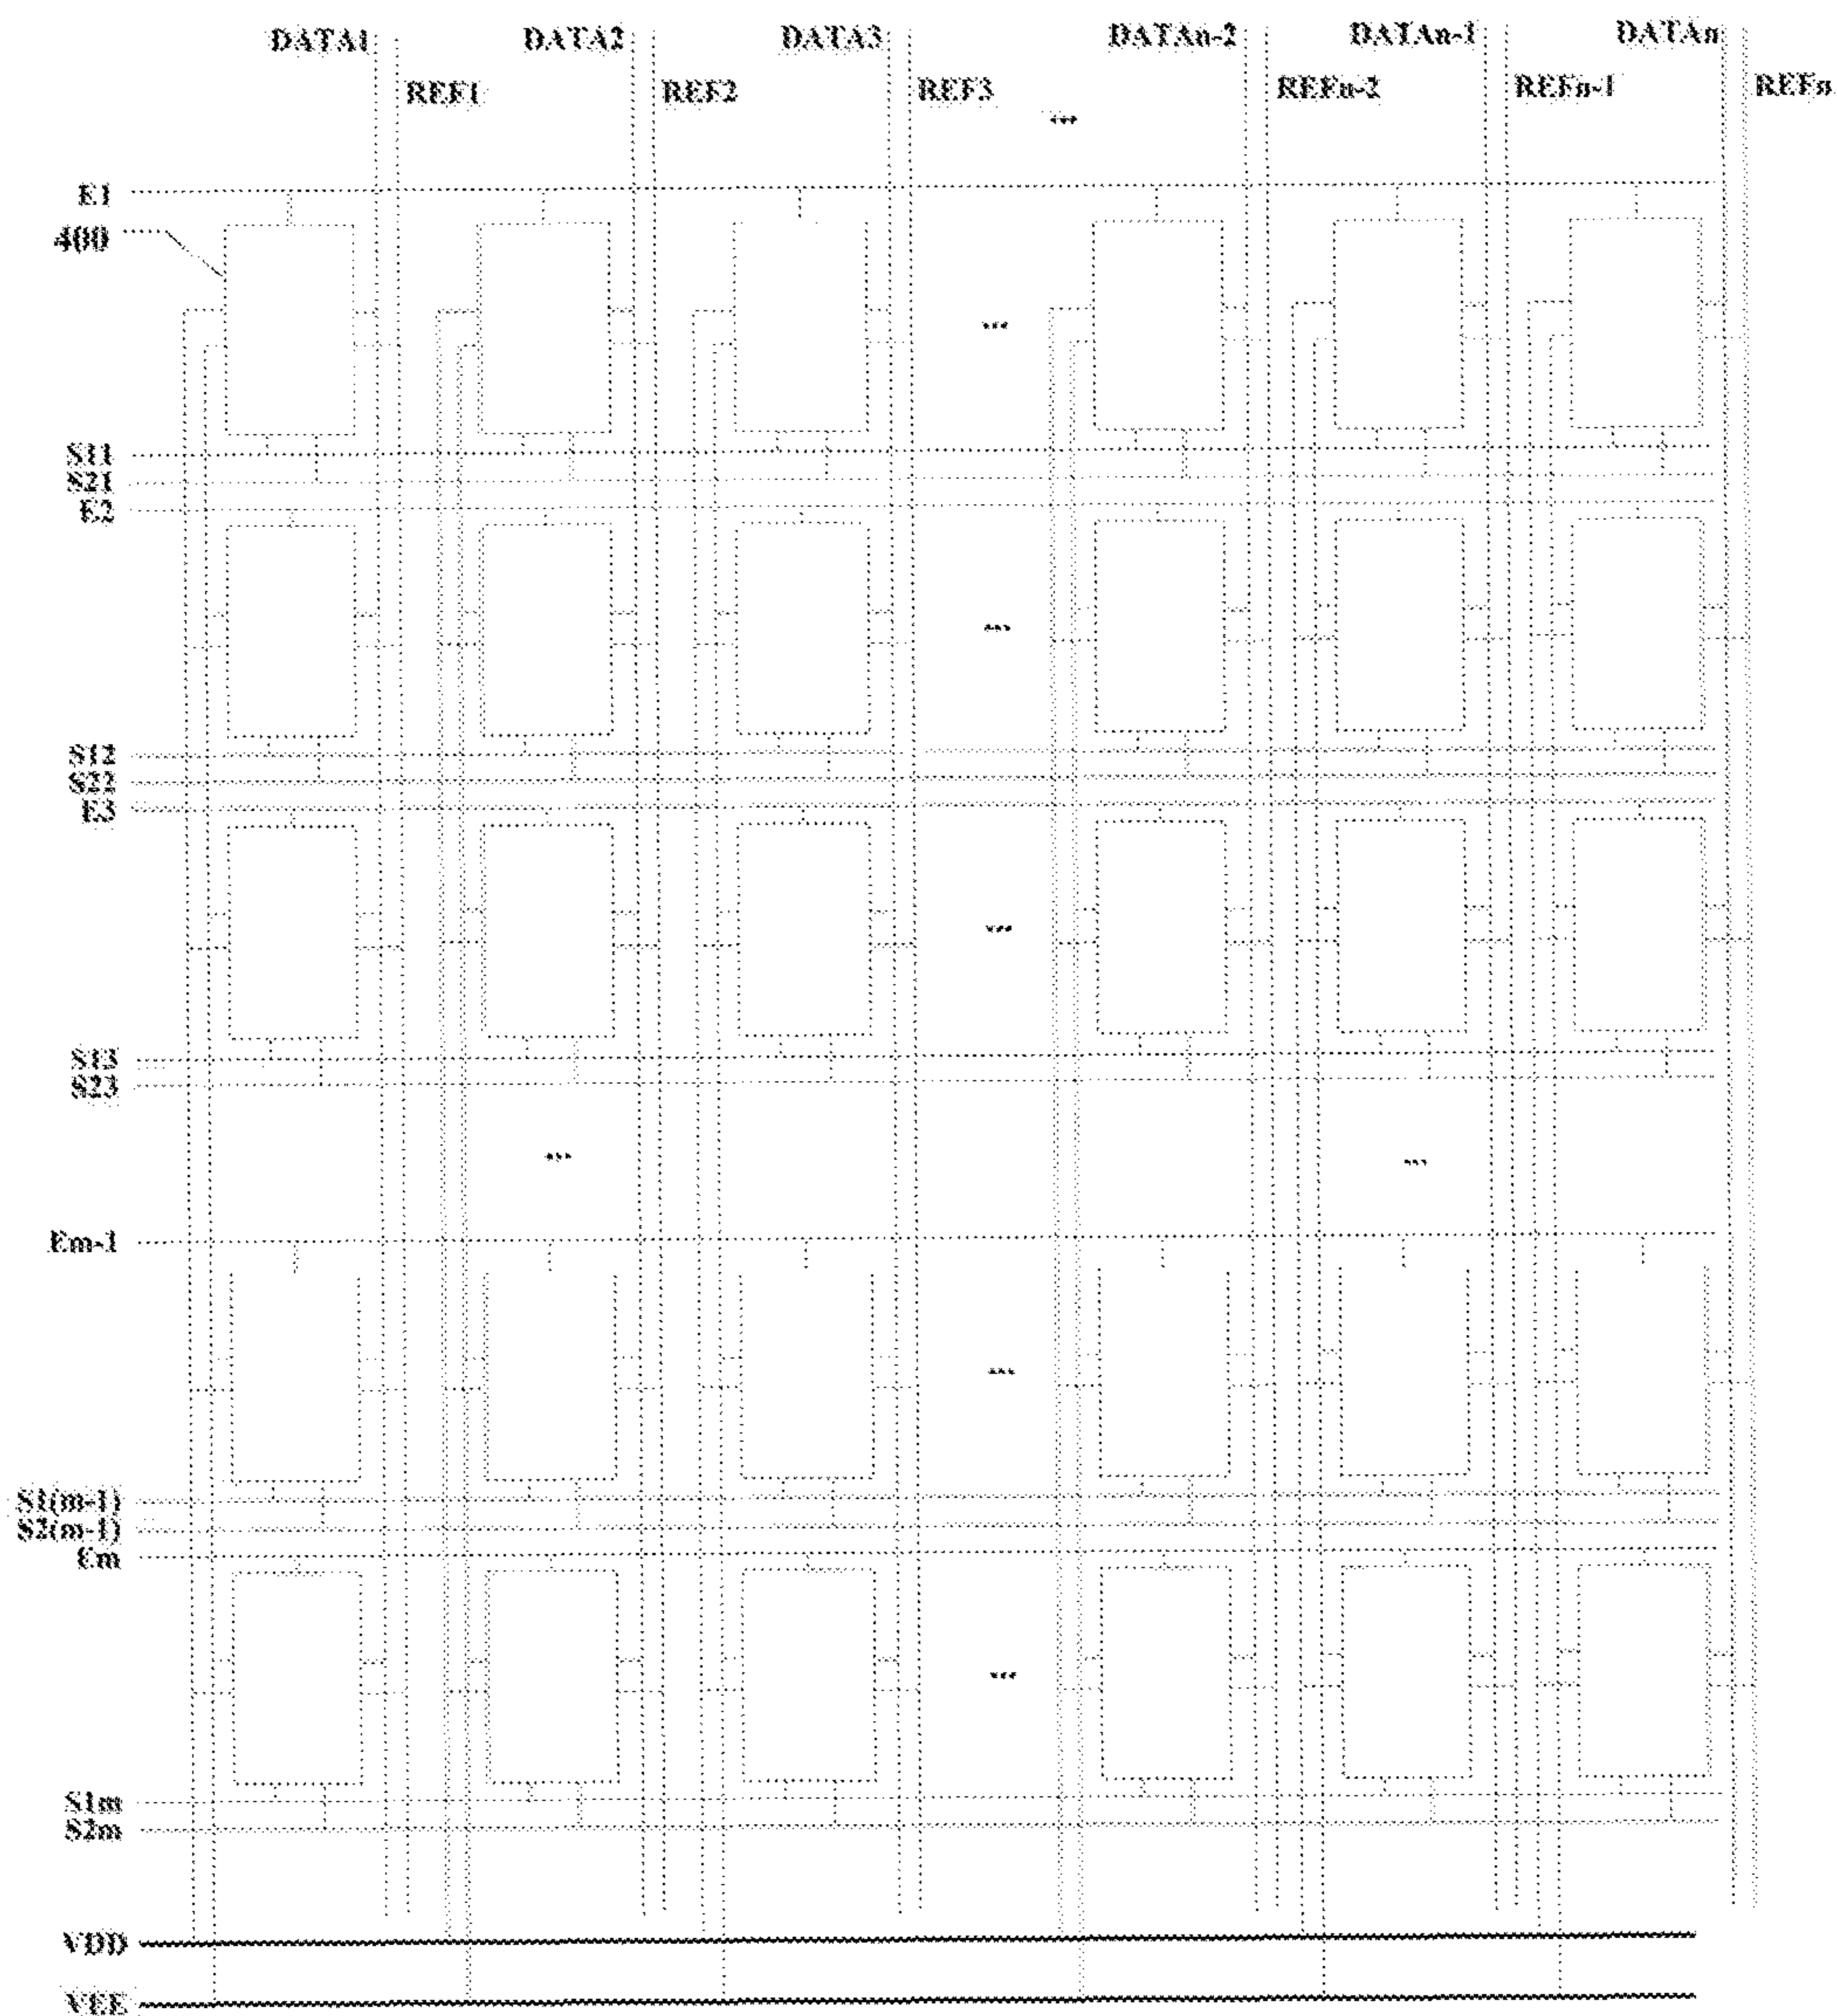 DATA1 DATA2 DATA3 DATAn-2 DATAn-1 DATAn
REF1 REF2 REF3 REFn-2 REFn-1 REFn
...
E1
400
...
S11
S21
E2
...
S12
S22
E3
...
S13
S23
... ...
Em-1
...
S1(m-1)
S2(m-1)
Em
...
S1m
S2m
VDD
VEE